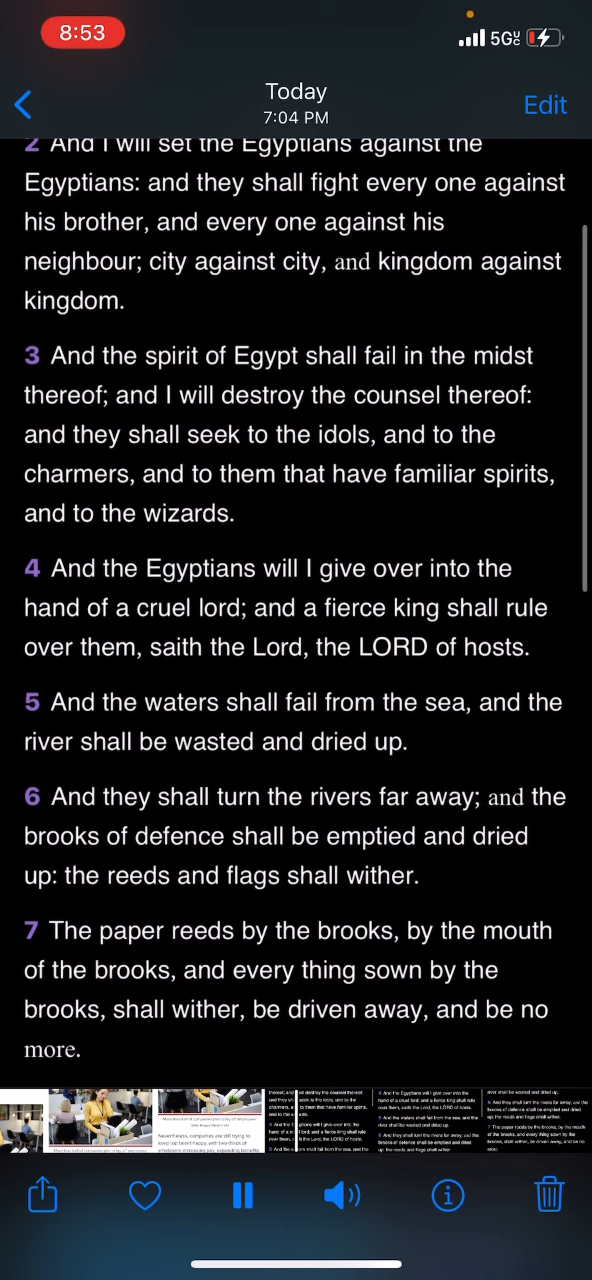 8:53
5G
Today
7:04 PM
Edit
2 And I will set the Egyptians against the
Egyptians: and they shall fight every one against
his brother, and every one against his
neighbour; city against city, and kingdom against
kingdom.
3 And the spirit of Egypt shall fail in the midst
thereof; and I will destroy the counsel thereof:
and they shall seek to the idols, and to the
charmers, and to them that have familiar spirits,
and to the wizards.
4 And the Egyptians will I give over into the
hand of a cruel lord; and a fierce king shall rule
over them, saith the Lord, the LORD of hosts.
5 And the waters shall fail from the sea, and the
river shall be wasted and dried up.
6 And they shall turn the rivers far away; and the
brooks of defence shall be emptied and dried
up: the reeds and flags shall wither.
7 The paper reeds by the brooks, by the mouth
of the brooks, and every thing sown by the
brooks, shall wither, be driven away, and be no
more.